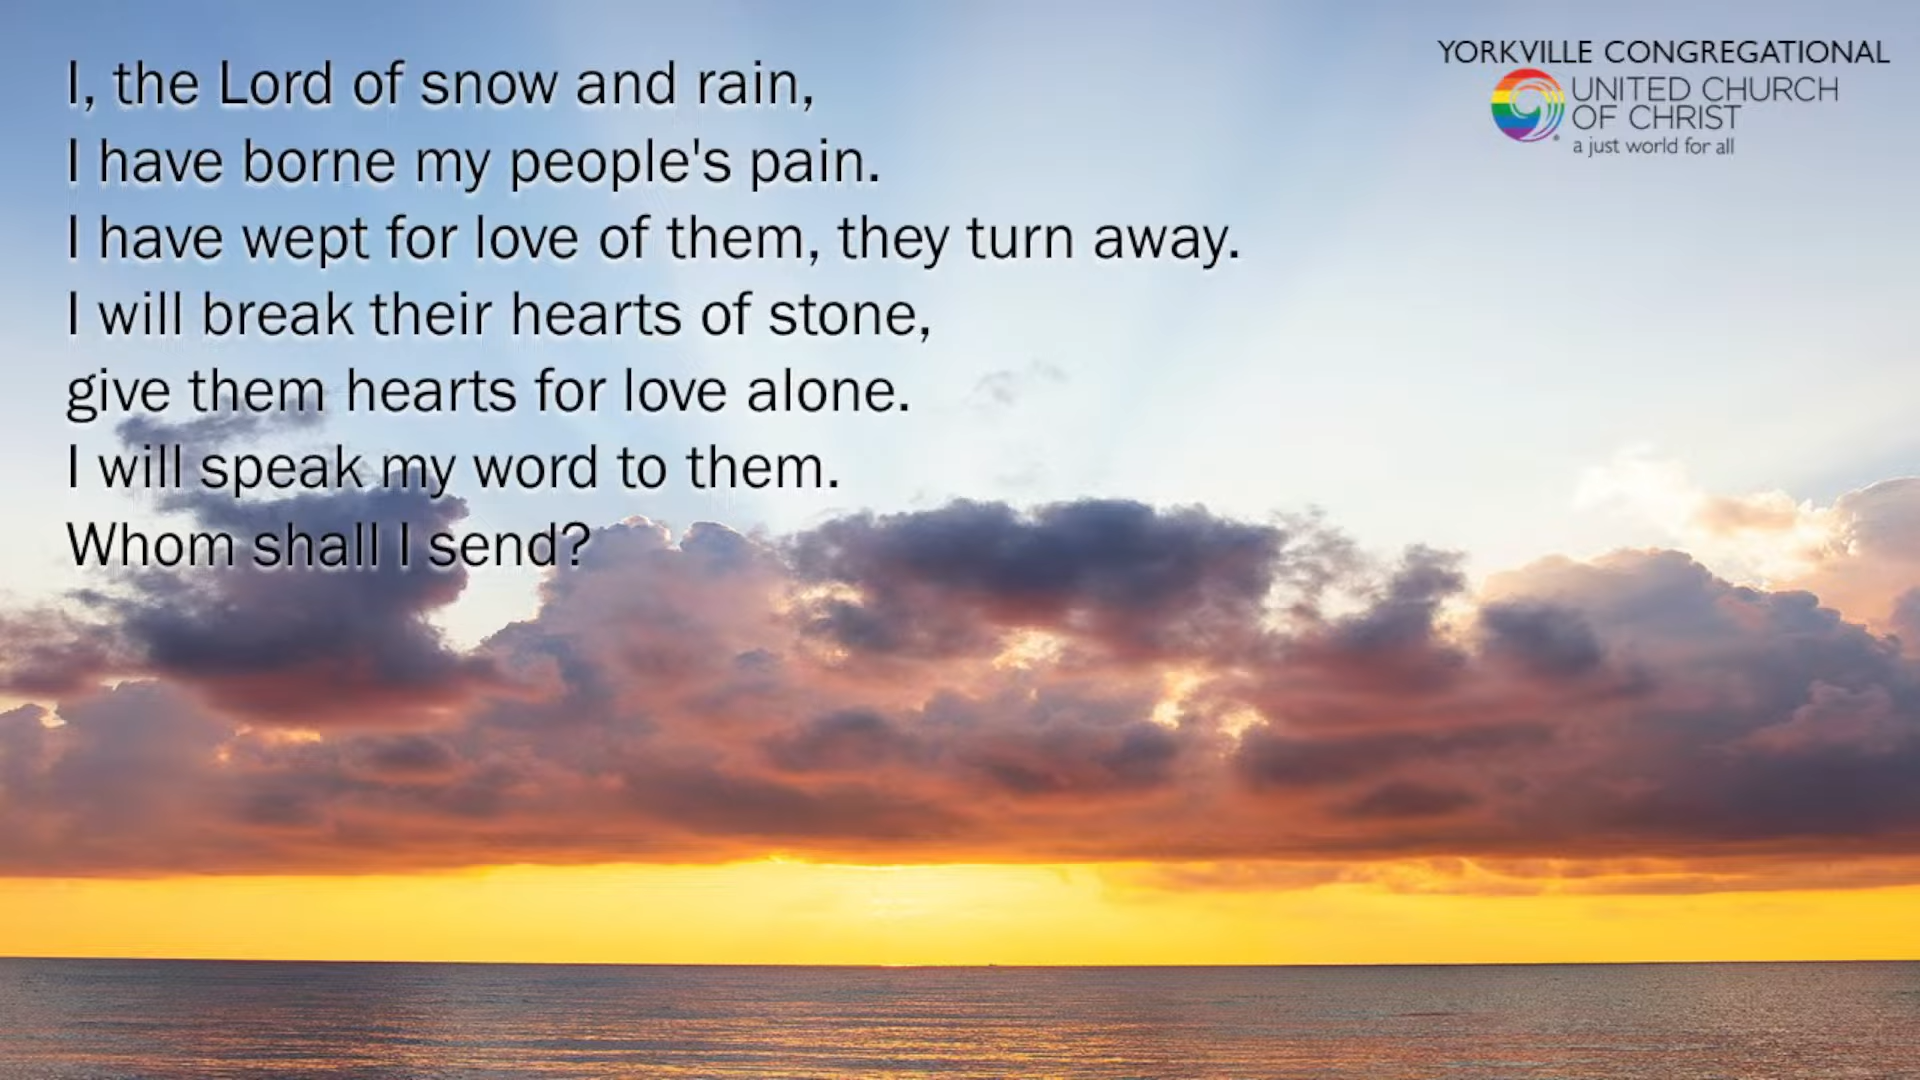 I, the Lord of snow and rain,
I have borne my people's pain.
I have wept for love of them, they turn away.
I will break their hearts of stone,
give them hearts for love alone.
I will speak my word to them.
Whom shall I send?
YORKVILLE CONGREGATIONAL
UNITED CHURCH
OF CHRIST
a just world for all